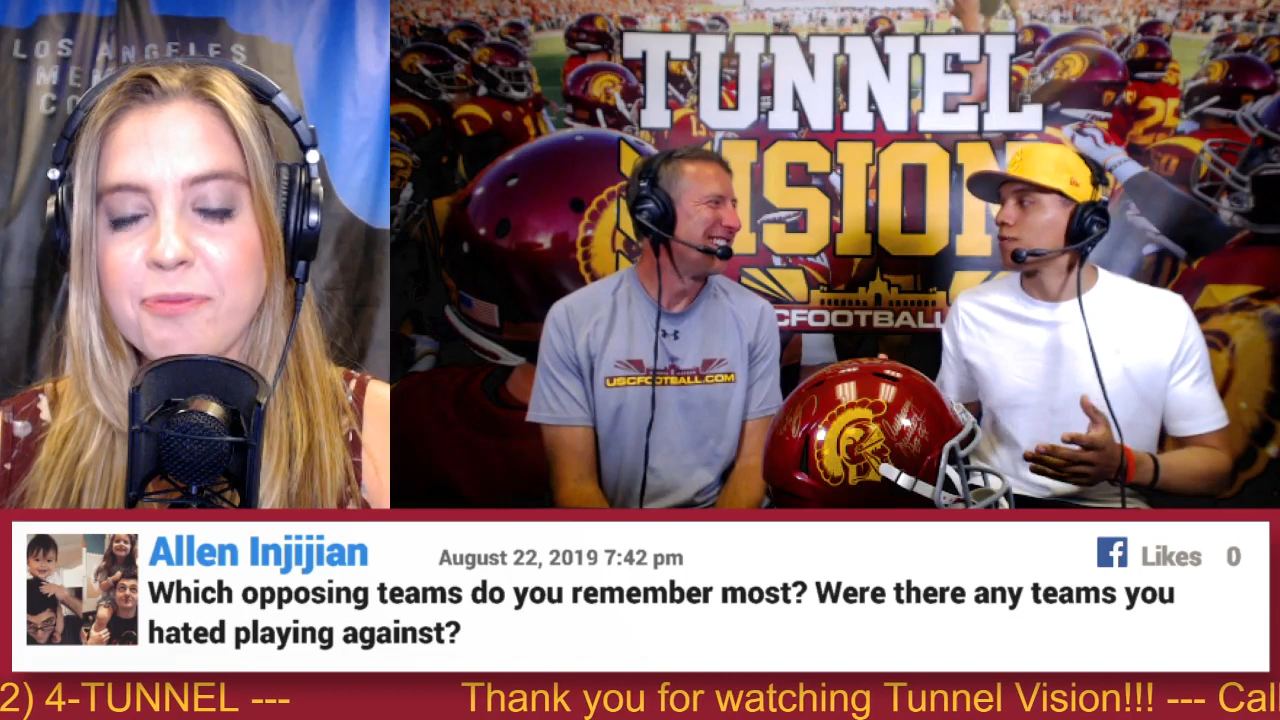 LOS ANGELES
TUNNEL
VISION
CFOOTBALL
USCFOOTBALL.COM
25
Allen Injijian
August 22, 2019 7:42 pm
Likes 0
Which opposing teams do you remember most? Were there any teams you
hated playing against?
2) 4-TUNNEL --- Thank you for watching Tunnel Vision!!! --- Call